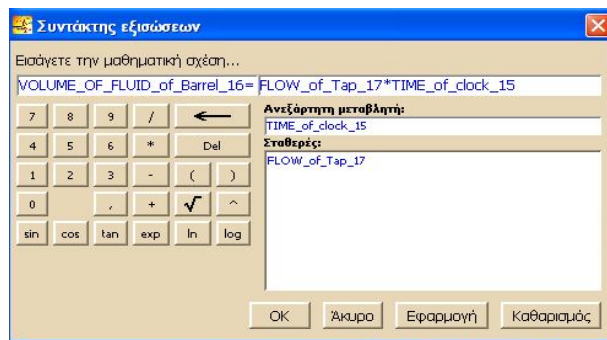 Συντάκτης εξισώσεων
Εισάγετε την μαθηματική σχέση...
VOLUME_OF_FLUID_of_Barrel_16= FLOW_of_Tap_17*TIME_of_clock_15
7 8 9 /
4 5 6 * Del
1 2 3 - ( )
0 , + √ ^
sin cos tan exp ln log
Ανεξάρτητη μεταβλητή:
TIME_of_clock_15
Σταθερές:
FLOW_of_Tap_17
OK Άκυρο Εφαρμογή Καθαρισμός